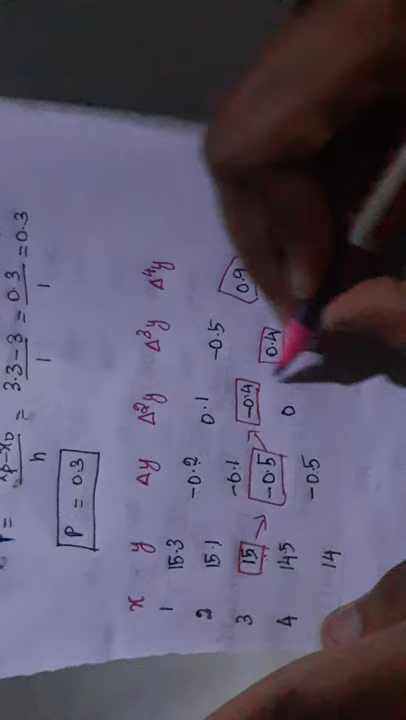 P = xp-x0 / h = 3.3-3 / 1 = 0.3 / 1 = 0.3
P = 0.3
x y Δy Δ²y Δ³y Δ⁴y
1 15.3
-0.2
2 15.1 0.1
-0.1 -0.5
3 15 -0.4 0.9
-0.5 0.4
4 14.5 0
-0.5
14